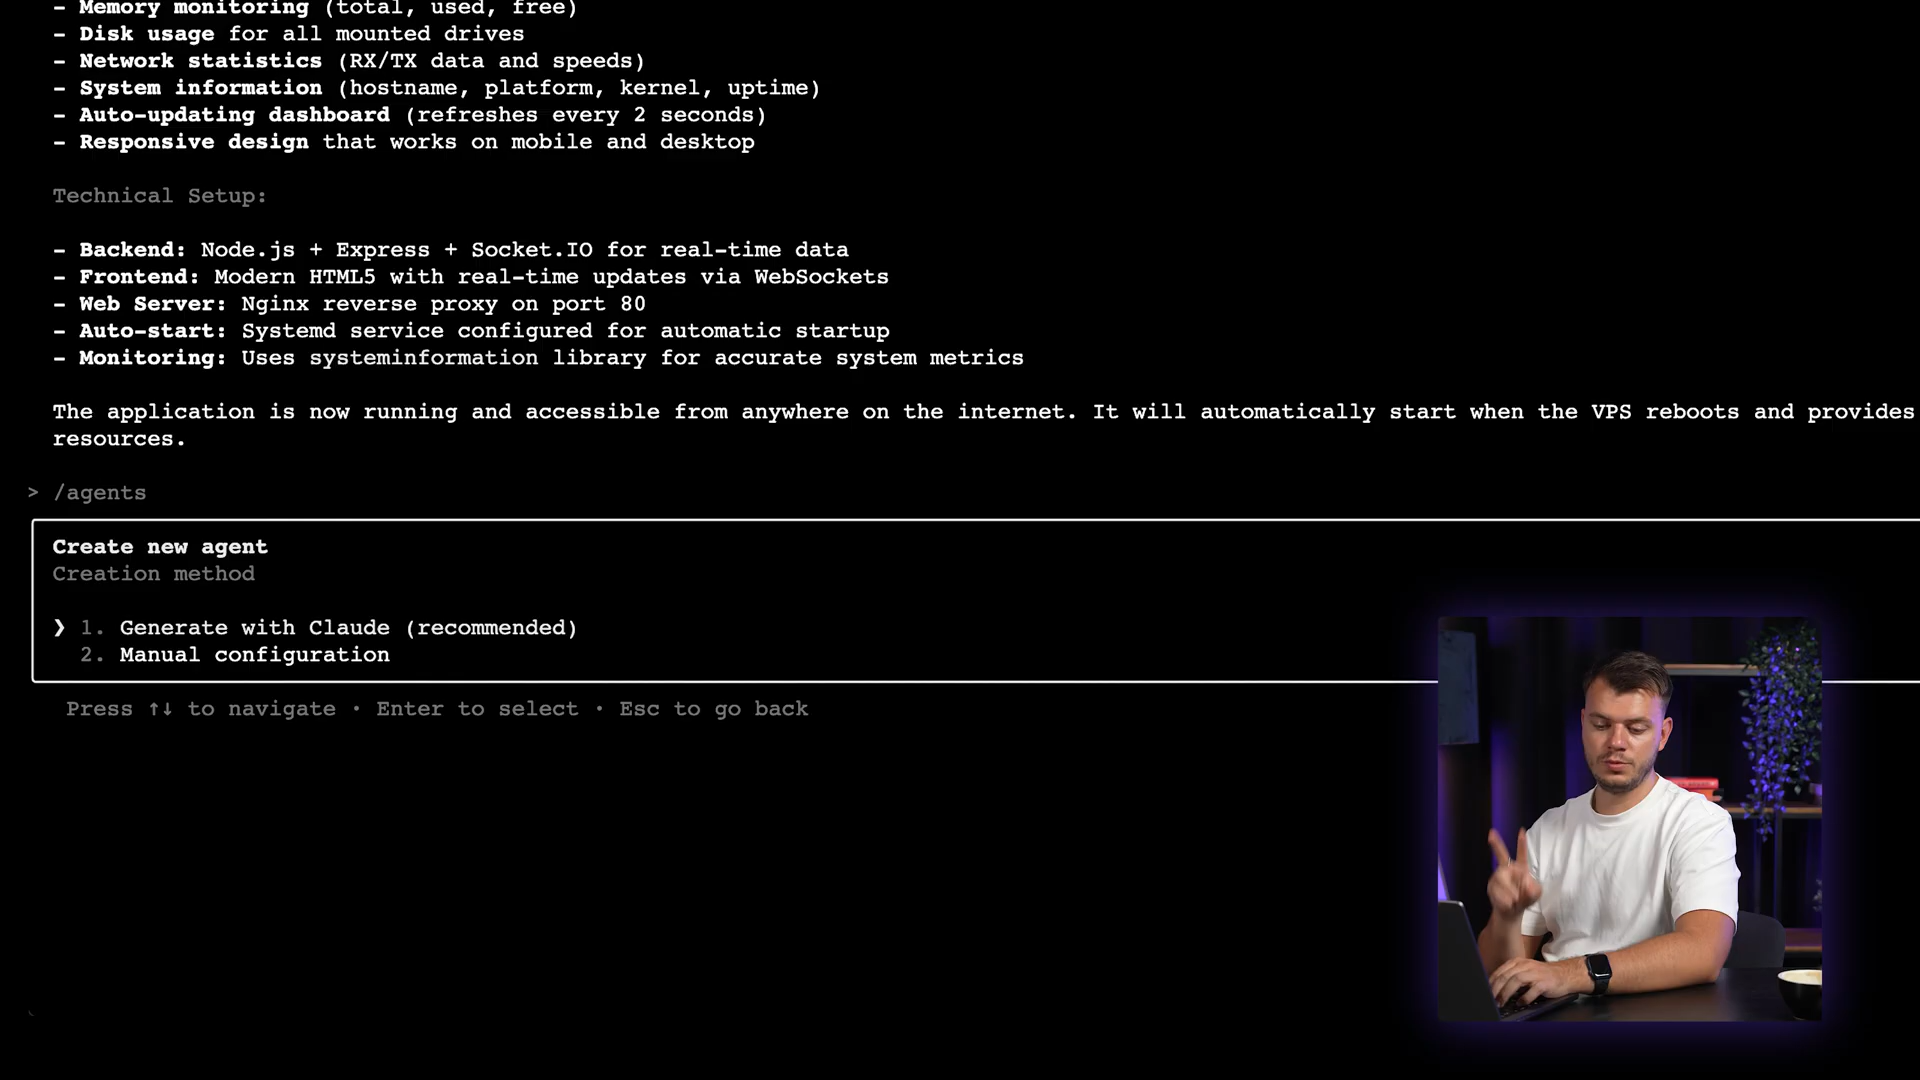 - Memory monitoring (total, used, free)
- Disk usage for all mounted drives
- Network statistics (RX/TX data and speeds)
- System information (hostname, platform, kernel, uptime)
- Auto-updating dashboard (refreshes every 2 seconds)
- Responsive design that works on mobile and desktop
Technical Setup:
- Backend: Node.js + Express + Socket.IO for real-time data
- Frontend: Modern HTML5 with real-time updates via WebSockets
- Web Server: Nginx reverse proxy on port 80
- Auto-start: Systemd service configured for automatic startup
- Monitoring: Uses systeminformation library for accurate system metrics
The application is now running and accessible from anywhere on the internet. It will automatically start when the VPS reboots and provides
resources.
> /agents
Create new agent
Creation method
❯ 1. Generate with Claude (recommended)
2. Manual configuration
Press ↑↓ to navigate · Enter to select · Esc to go back